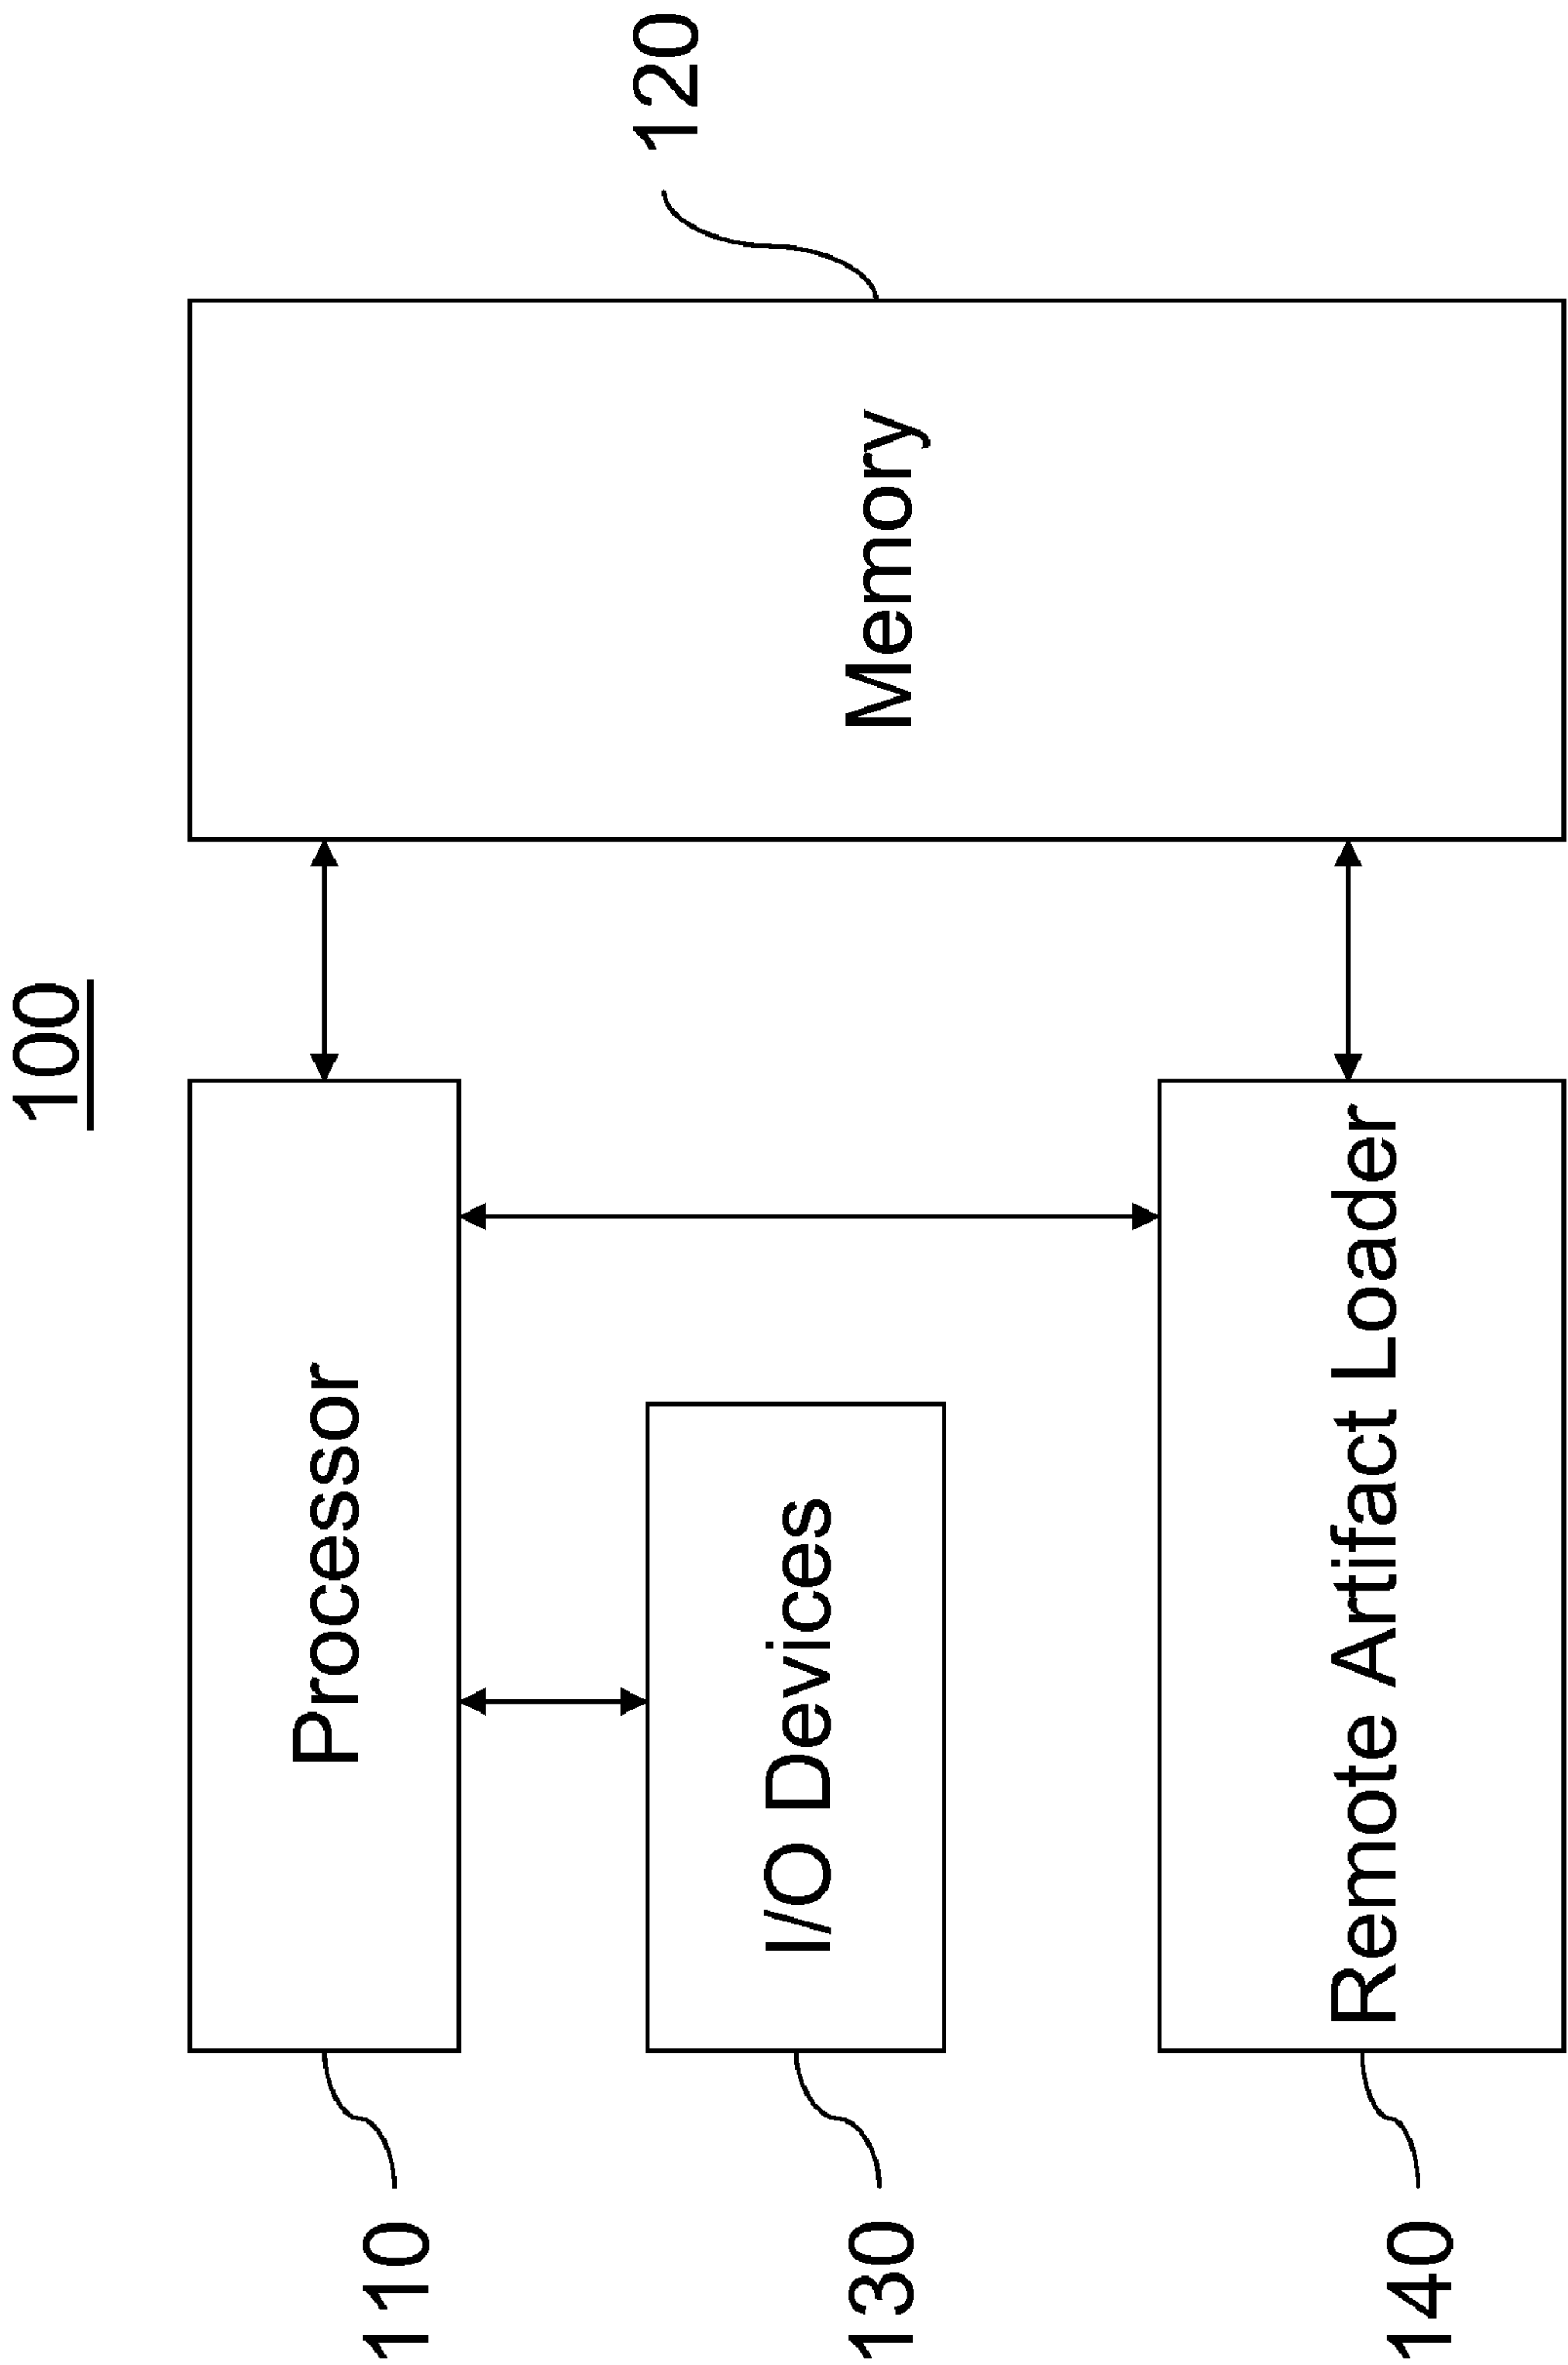 100
110
Processor
130
I/O Devices
140
Remote Artifact Loader
Memory
120